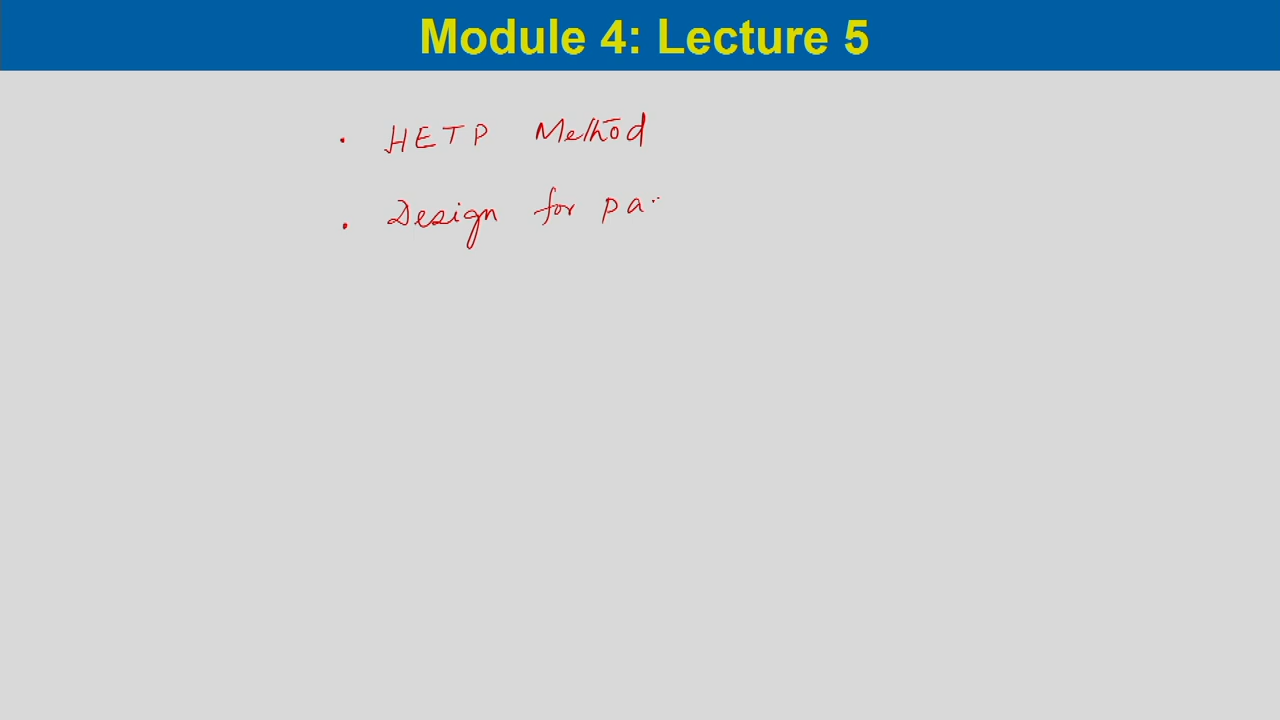 Module 4: Lecture 5
• HETP Method
• Design for pa